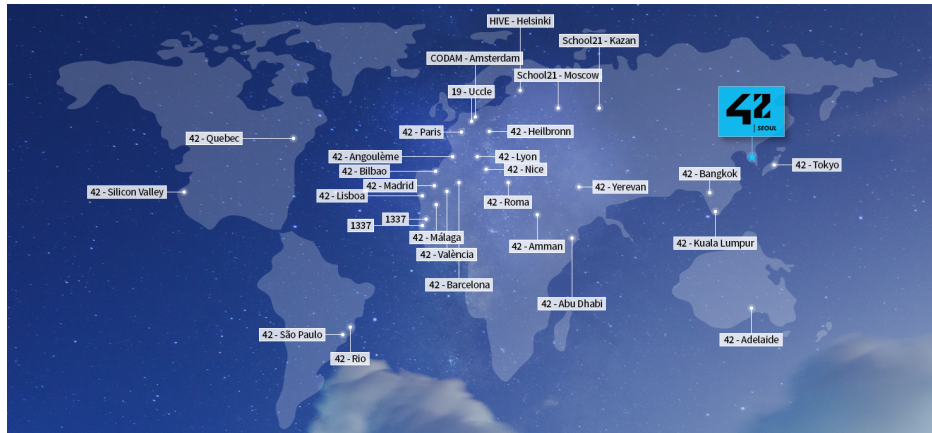 HIVE - Helsinki
School21 - Kazan
CODAM - Amsterdam
School21 - Moscow
19 - Uccle
42
SEOUL
42 - Quebec
42 - Paris
42 - Heilbronn
42 - Angoulème
42 - Lyon
42 - Tokyo
42 - Bilbao
42 - Nice
42 - Bangkok
42 - Silicon Valley
42 - Madrid
42 - Yerevan
42 - Lisboa
42 - Roma
1337
1337
42 - Málaga
42 - Amman
42 - Kuala Lumpur
42 - València
42 - Barcelona
42 - Abu Dhabi
42 - São Paulo
42 - Adelaide
42 - Rio